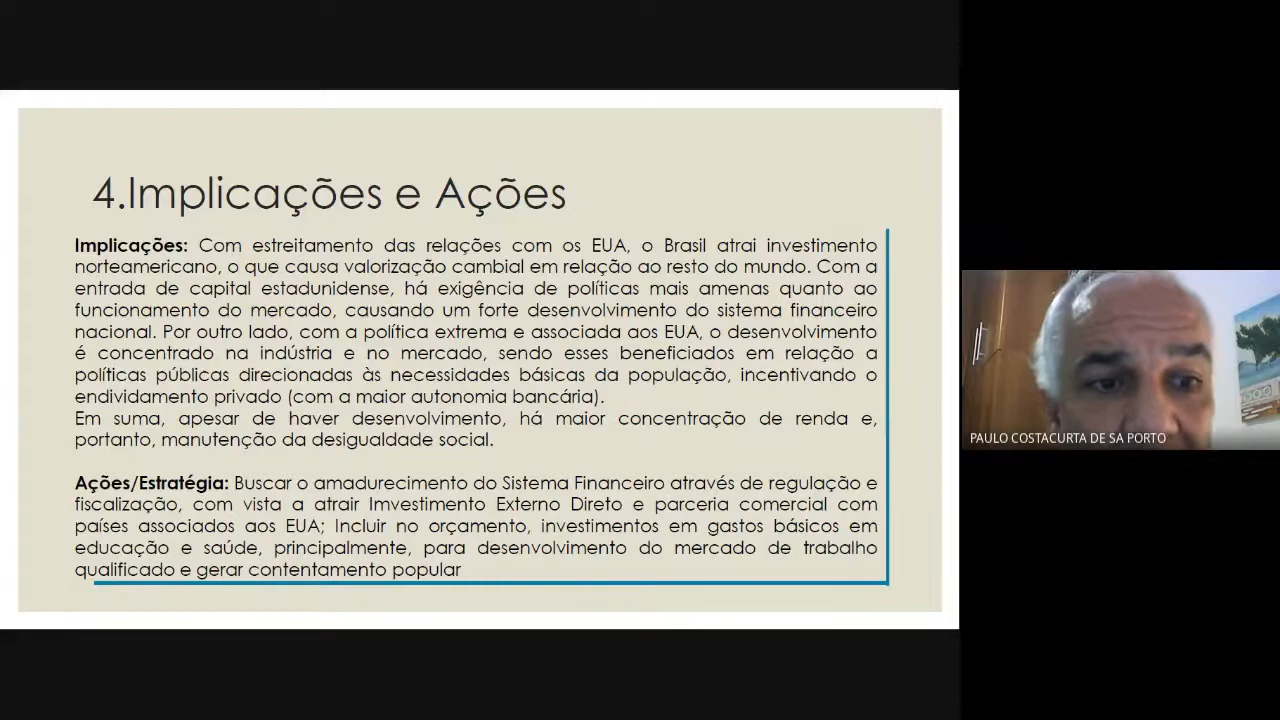 4.Implicações e Ações
Implicações: Com estreitamento das relações com os EUA, o Brasil atrai investimento
norteamericano, o que causa valorização cambial em relação ao resto do mundo. Com a
entrada de capital estadunidense, há exigência de políticas mais amenas quanto ao
funcionamento do mercado, causando um forte desenvolvimento do sistema financeiro
nacional. Por outro lado, com a política extrema e associada aos EUA, o desenvolvimento
é concentrado na indústria e no mercado, sendo esses beneficiados em relação a
políticas públicas direcionadas às necessidades básicas da população, incentivando o
endividamento privado (com a maior autonomia bancária).
Em suma, apesar de haver desenvolvimento, há maior concentração de renda e,
portanto, manutenção da desigualdade social.
Ações/Estratégia: Buscar o amadurecimento do Sistema Financeiro através de regulação e
fiscalização, com vista a atrair Imvestimento Externo Direto e parceria comercial com
países associados aos EUA; Incluir no orçamento, investimentos em gastos básicos em
educação e saúde, principalmente, para desenvolvimento do mercado de trabalho
qualificado e gerar contentamento popular
PAULO COSTACURTA DE SA PORTO